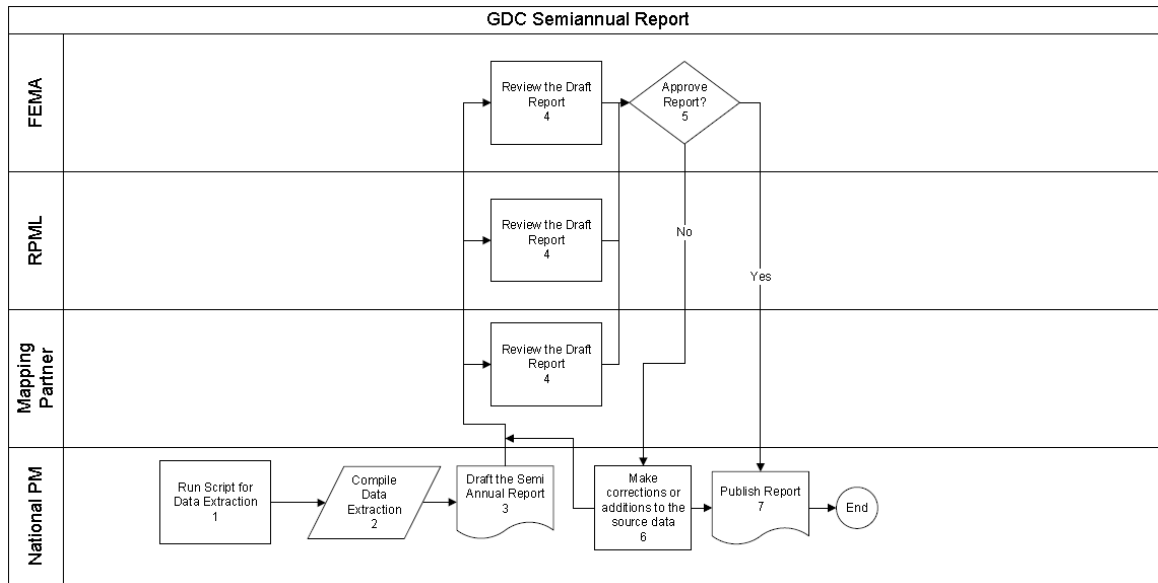 GDC Semiannual Report
FEMA
Review the Draft
Report
4
Approve
Report?
5
RPML
Review the Draft
Report
4
No
Yes
Mapping
Partner
Review the Draft
Report
4
National PM
Run Script for
Data Extraction
1
Compile
Data
Extraction
2
Draft the Semi
Annual Report
3
Make
corrections or
additions to the
source data
6
Publish Report
7
End